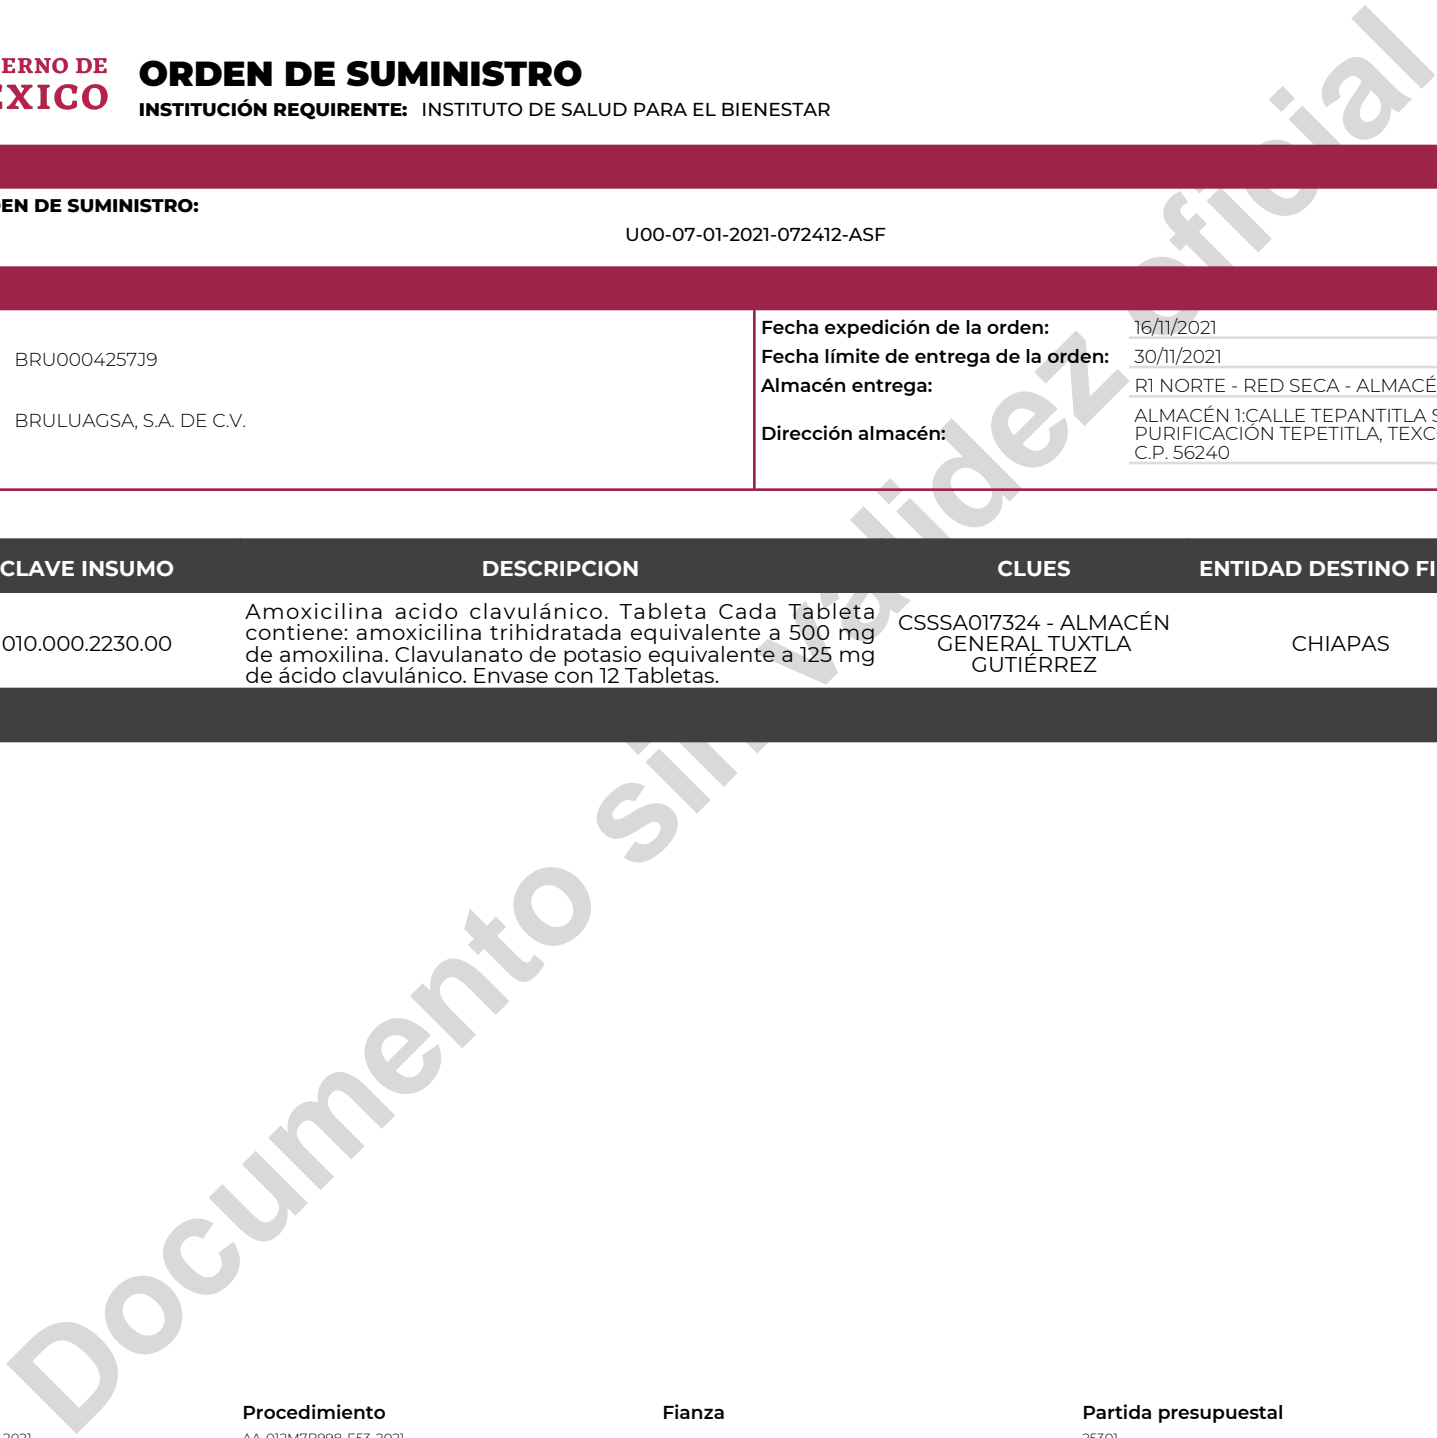 ERNO DE
EXICO
ORDEN DE SUMINISTRO
INSTITUCIÓN REQUIRENTE: INSTITUTO DE SALUD PARA EL BIENESTAR
EN DE SUMINISTRO:
U00-07-01-2021-072412-ASF
BRU0004257J9
BRULUAGSA, S.A. DE C.V.
Fecha expedición de la orden: 16/11/2021
Fecha límite de entrega de la orden: 30/11/2021
Almacén entrega: R1 NORTE - RED SECA - ALMACÉ
Dirección almacén:
ALMACÉN 1:CALLE TEPANTITLA S
PURIFICACIÓN TEPETITLA, TEXC
C.P. 56240
CLAVE INSUMO DESCRIPCION CLUES ENTIDAD DESTINO FI
010.000.2230.00
Amoxicilina acido clavulánico. Tableta Cada Tableta
contiene: amoxicilina trihidratada equivalente a 500 mg
de amoxilina. Clavulanato de potasio equivalente a 125 mg
de ácido clavulánico. Envase con 12 Tabletas.
CSSSA017324 - ALMACÉN
GENERAL TUXTLA
GUTIÉRREZ
CHIAPAS
Documento sin validez oficial
Procedimiento Fianza Partida presupuestal